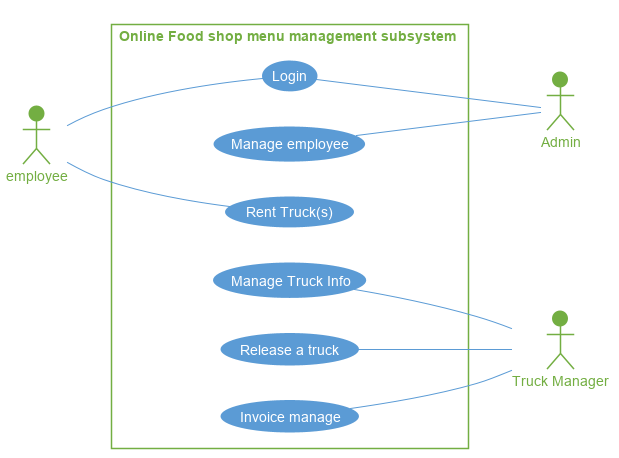 Online Food shop menu management subsystem
Login
Manage employee
employee
Admin
Rent Truck(s)
Manage Truck Info
Release a truck
Truck Manager
Invoice manage